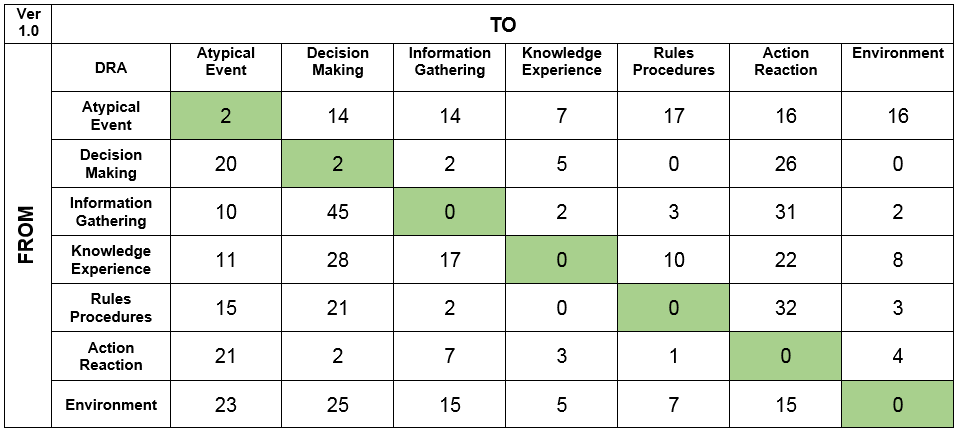 Ver 1.0 TO
FROM
DRA Atypical Event Decision Making Information Gathering Knowledge Experience Rules Procedures Action Reaction Environment
Atypical Event 2 14 14 7 17 16 16
Decision Making 20 2 2 5 0 26 0
Information Gathering 10 45 0 2 3 31 2
Knowledge Experience 11 28 17 0 10 22 8
Rules Procedures 15 21 2 0 0 32 3
Action Reaction 21 2 7 3 1 0 4
Environment 23 25 15 5 7 15 0